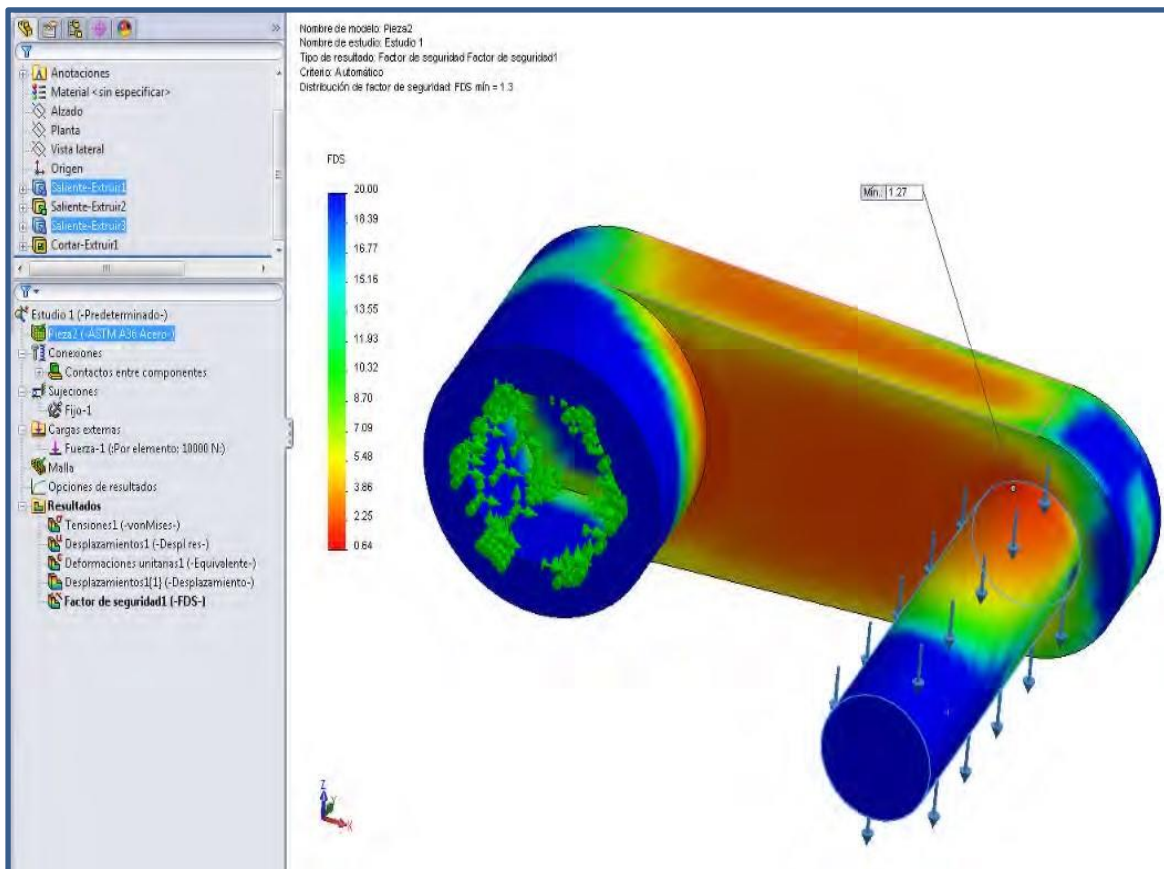 Anotaciones
Material <sin especificar>
Alzado
Planta
Vista lateral
Origen
Saliente-Extruir1
Saliente-Extruir2
Saliente-Extruir3
Cortar-Extruir1
Estudio 1 (-Predeterminado-)
Pieza2 (-ASTM A36 Acero-)
Conexiones
Contactos entre componentes
Sujeciones
Fijo-1
Cargas externas
Fuerza-1 (:Por elemento: 10000 N:)
Malla
Opciones de resultados
Resultados
Tensiones1 (-vonMises-)
Desplazamientos1 (-Despl res-)
Deformaciones unitarias1 (-Equivalente-)
Desplazamientos1{1} (-Desplazamiento-)
Factor de seguridad1 (-FDS-)
Nombre de modelo: Pieza2
Nombre de estudio: Estudio 1
Tipo de resultado: Factor de seguridad Factor de seguridad1
Criterio: Automático
Distribución de factor de seguridad: FDS mín = 1.3
FDS
20.00
18.39
16.77
15.16
13.55
11.93
10.32
8.70
7.09
5.48
3.86
2.25
0.64
Mín.: 1.27
Z
Y
X